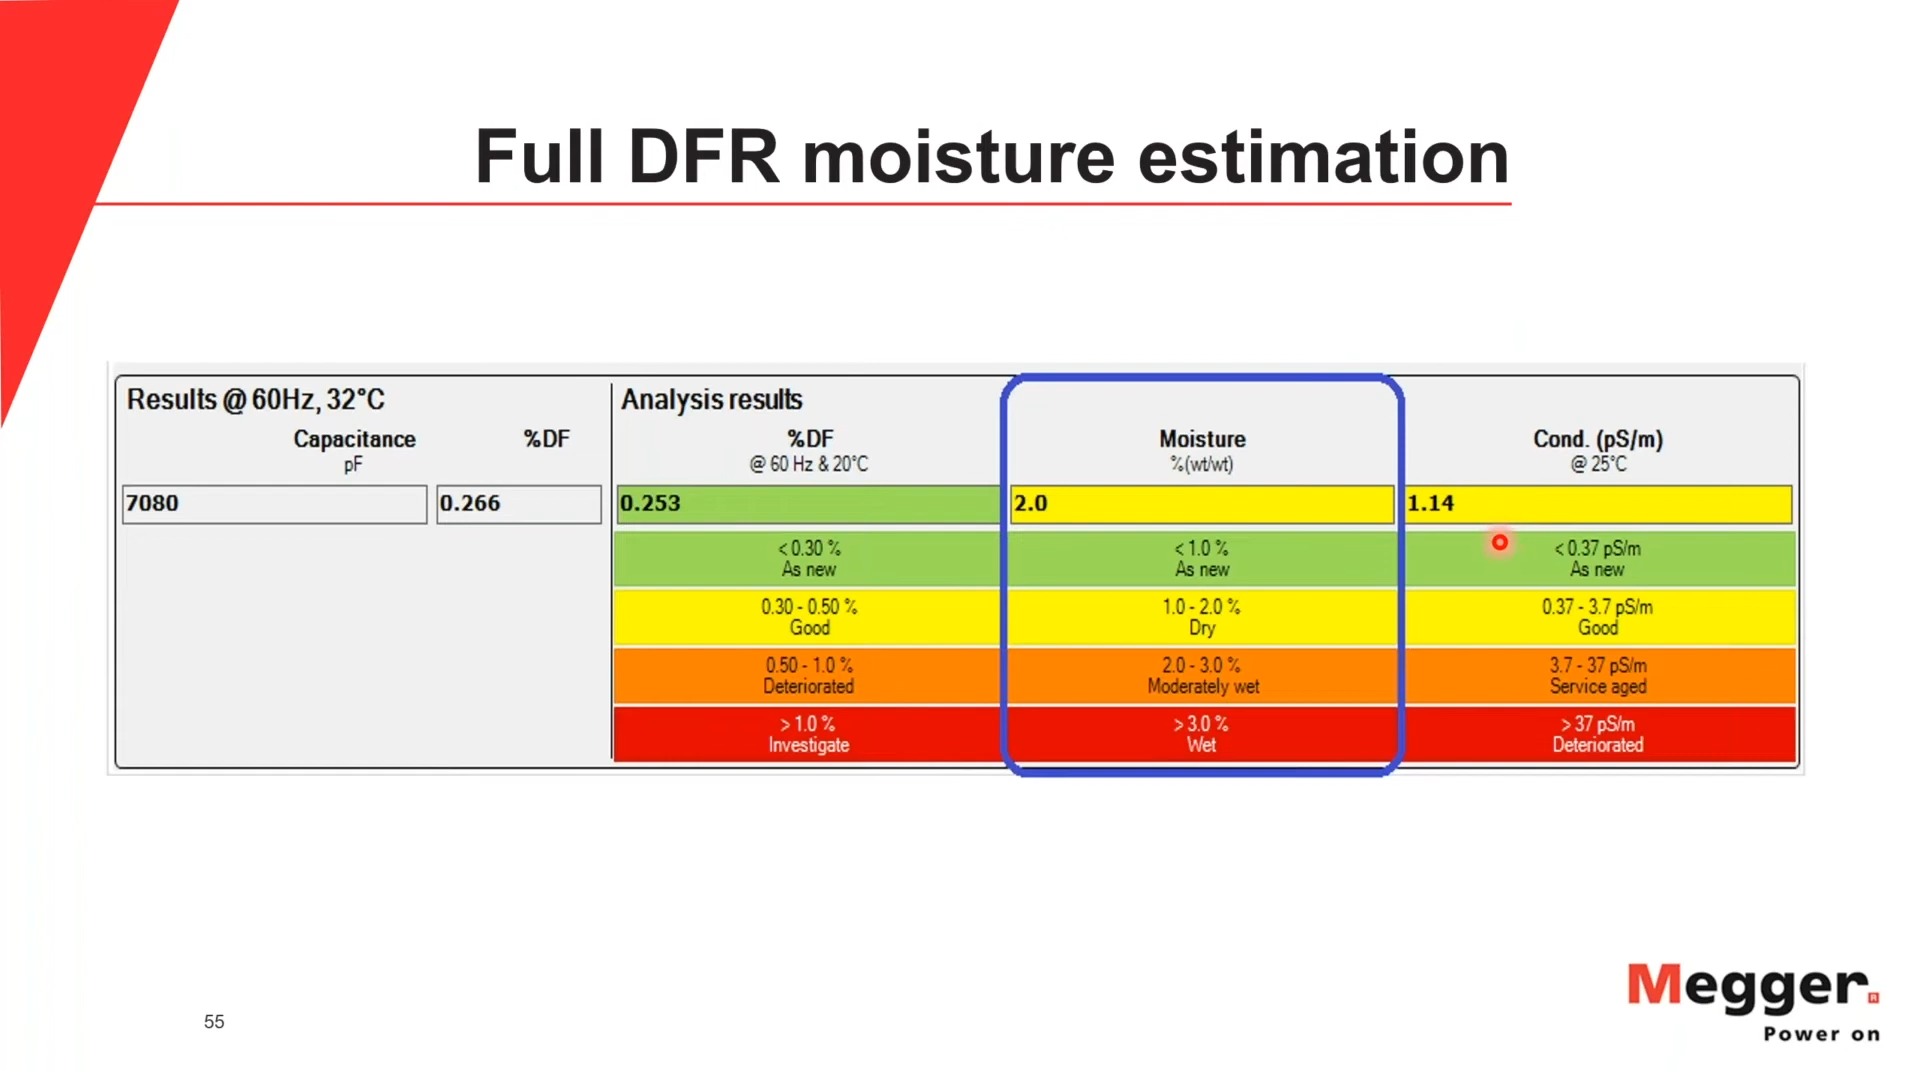 Full DFR moisture estimation
Results @ 60Hz, 32°C
Capacitance
pF
%DF
7080
0.266
Analysis results
%DF
@ 60 Hz & 20°C
0.253
< 0.30 %
As new
0.30 - 0.50 %
Good
0.50 - 1.0 %
Deteriorated
> 1.0 %
Investigate
Moisture
%(wt/wt)
2.0
< 1.0 %
As new
1.0 - 2.0 %
Dry
2.0 - 3.0 %
Moderately wet
> 3.0 %
Wet
Cond. (pS/m)
@ 25°C
1.14
< 0.37 pS/m
As new
0.37 - 3.7 pS/m
Good
3.7 - 37 pS/m
Service aged
> 37 pS/m
Deteriorated
55
Megger.
Power on